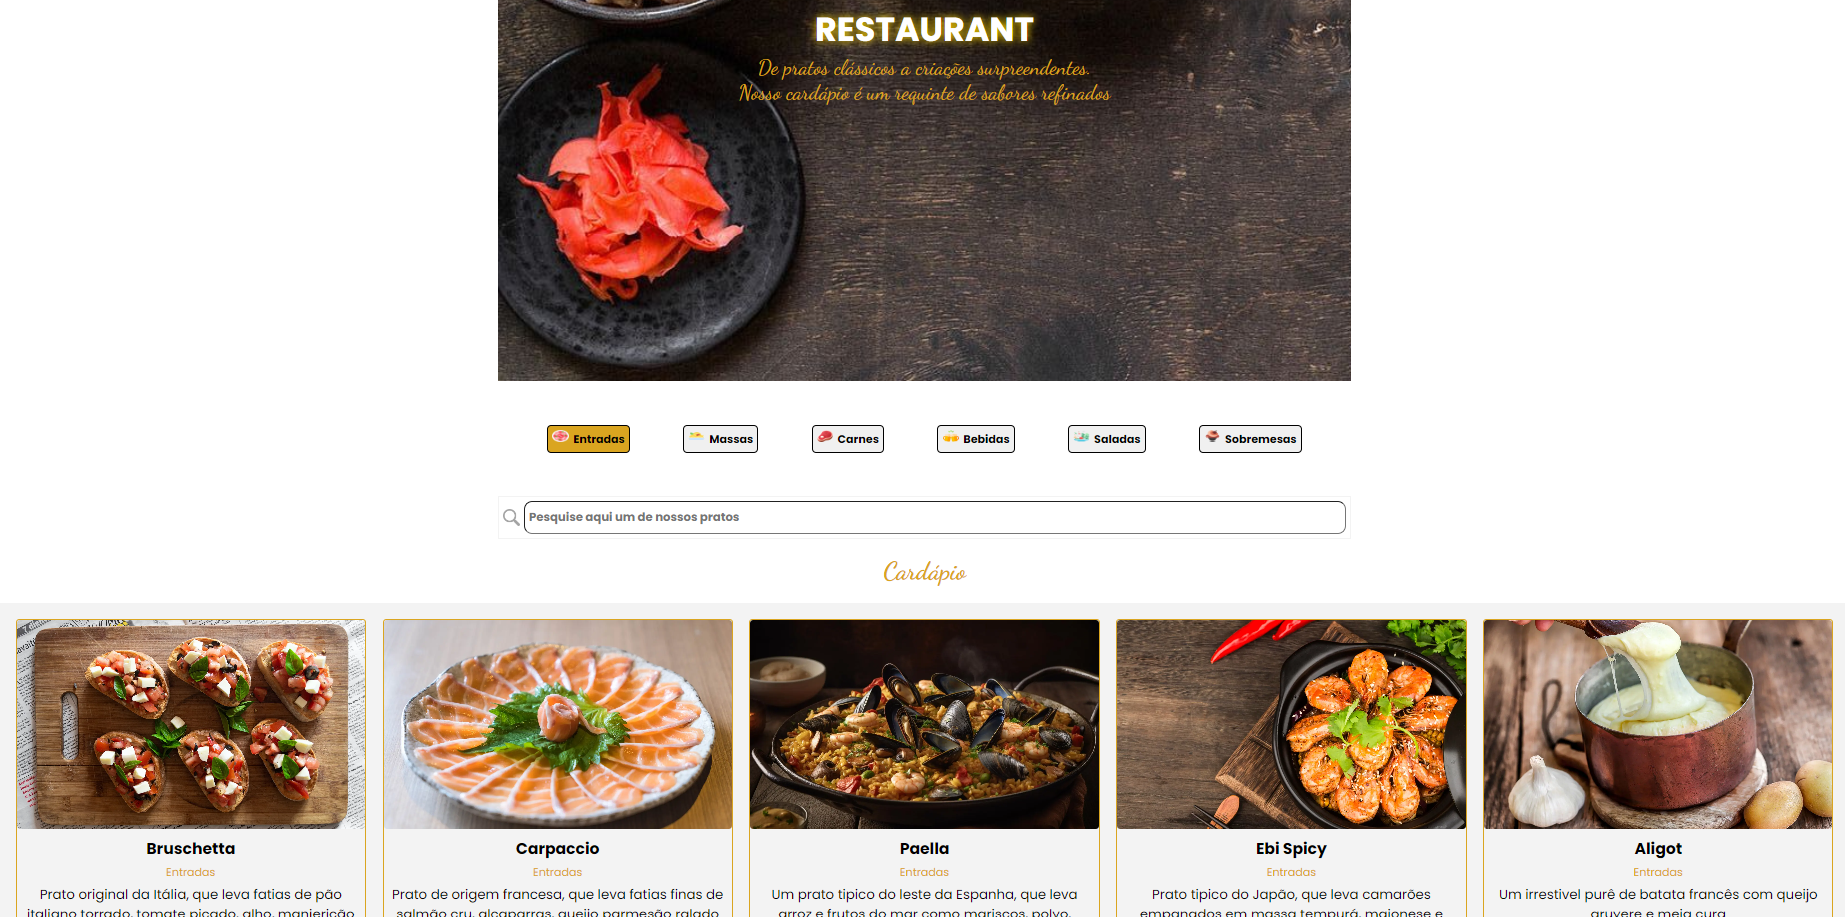 RESTAURANT
De pratos clássicos a criações surpreendentes.
Nosso cardápio é um requinte de sabores refinados
Entradas
Massas
Carnes
Bebidas
Saladas
Sobremesas
Pesquise aqui um de nossos pratos
Cardápio
Bruschetta
Entradas
Prato original da Itália, que leva fatias de pão
italiano torrado, tomate picado, alho, manjericão
Carpaccio
Entradas
Prato de origem francesa, que leva fatias finas de
salmão cru, alcaparras, queijo parmesão ralado
Paella
Entradas
Um prato tipico do leste da Espanha, que leva
arroz e frutos do mar como mariscos, polvo,
Ebi Spicy
Entradas
Prato tipico do Japão, que leva camarões
empanados em massa tempurá, maionese e
Aligot
Entradas
Um irrestivel purê de batata francês com queijo
gruyere e meia cura